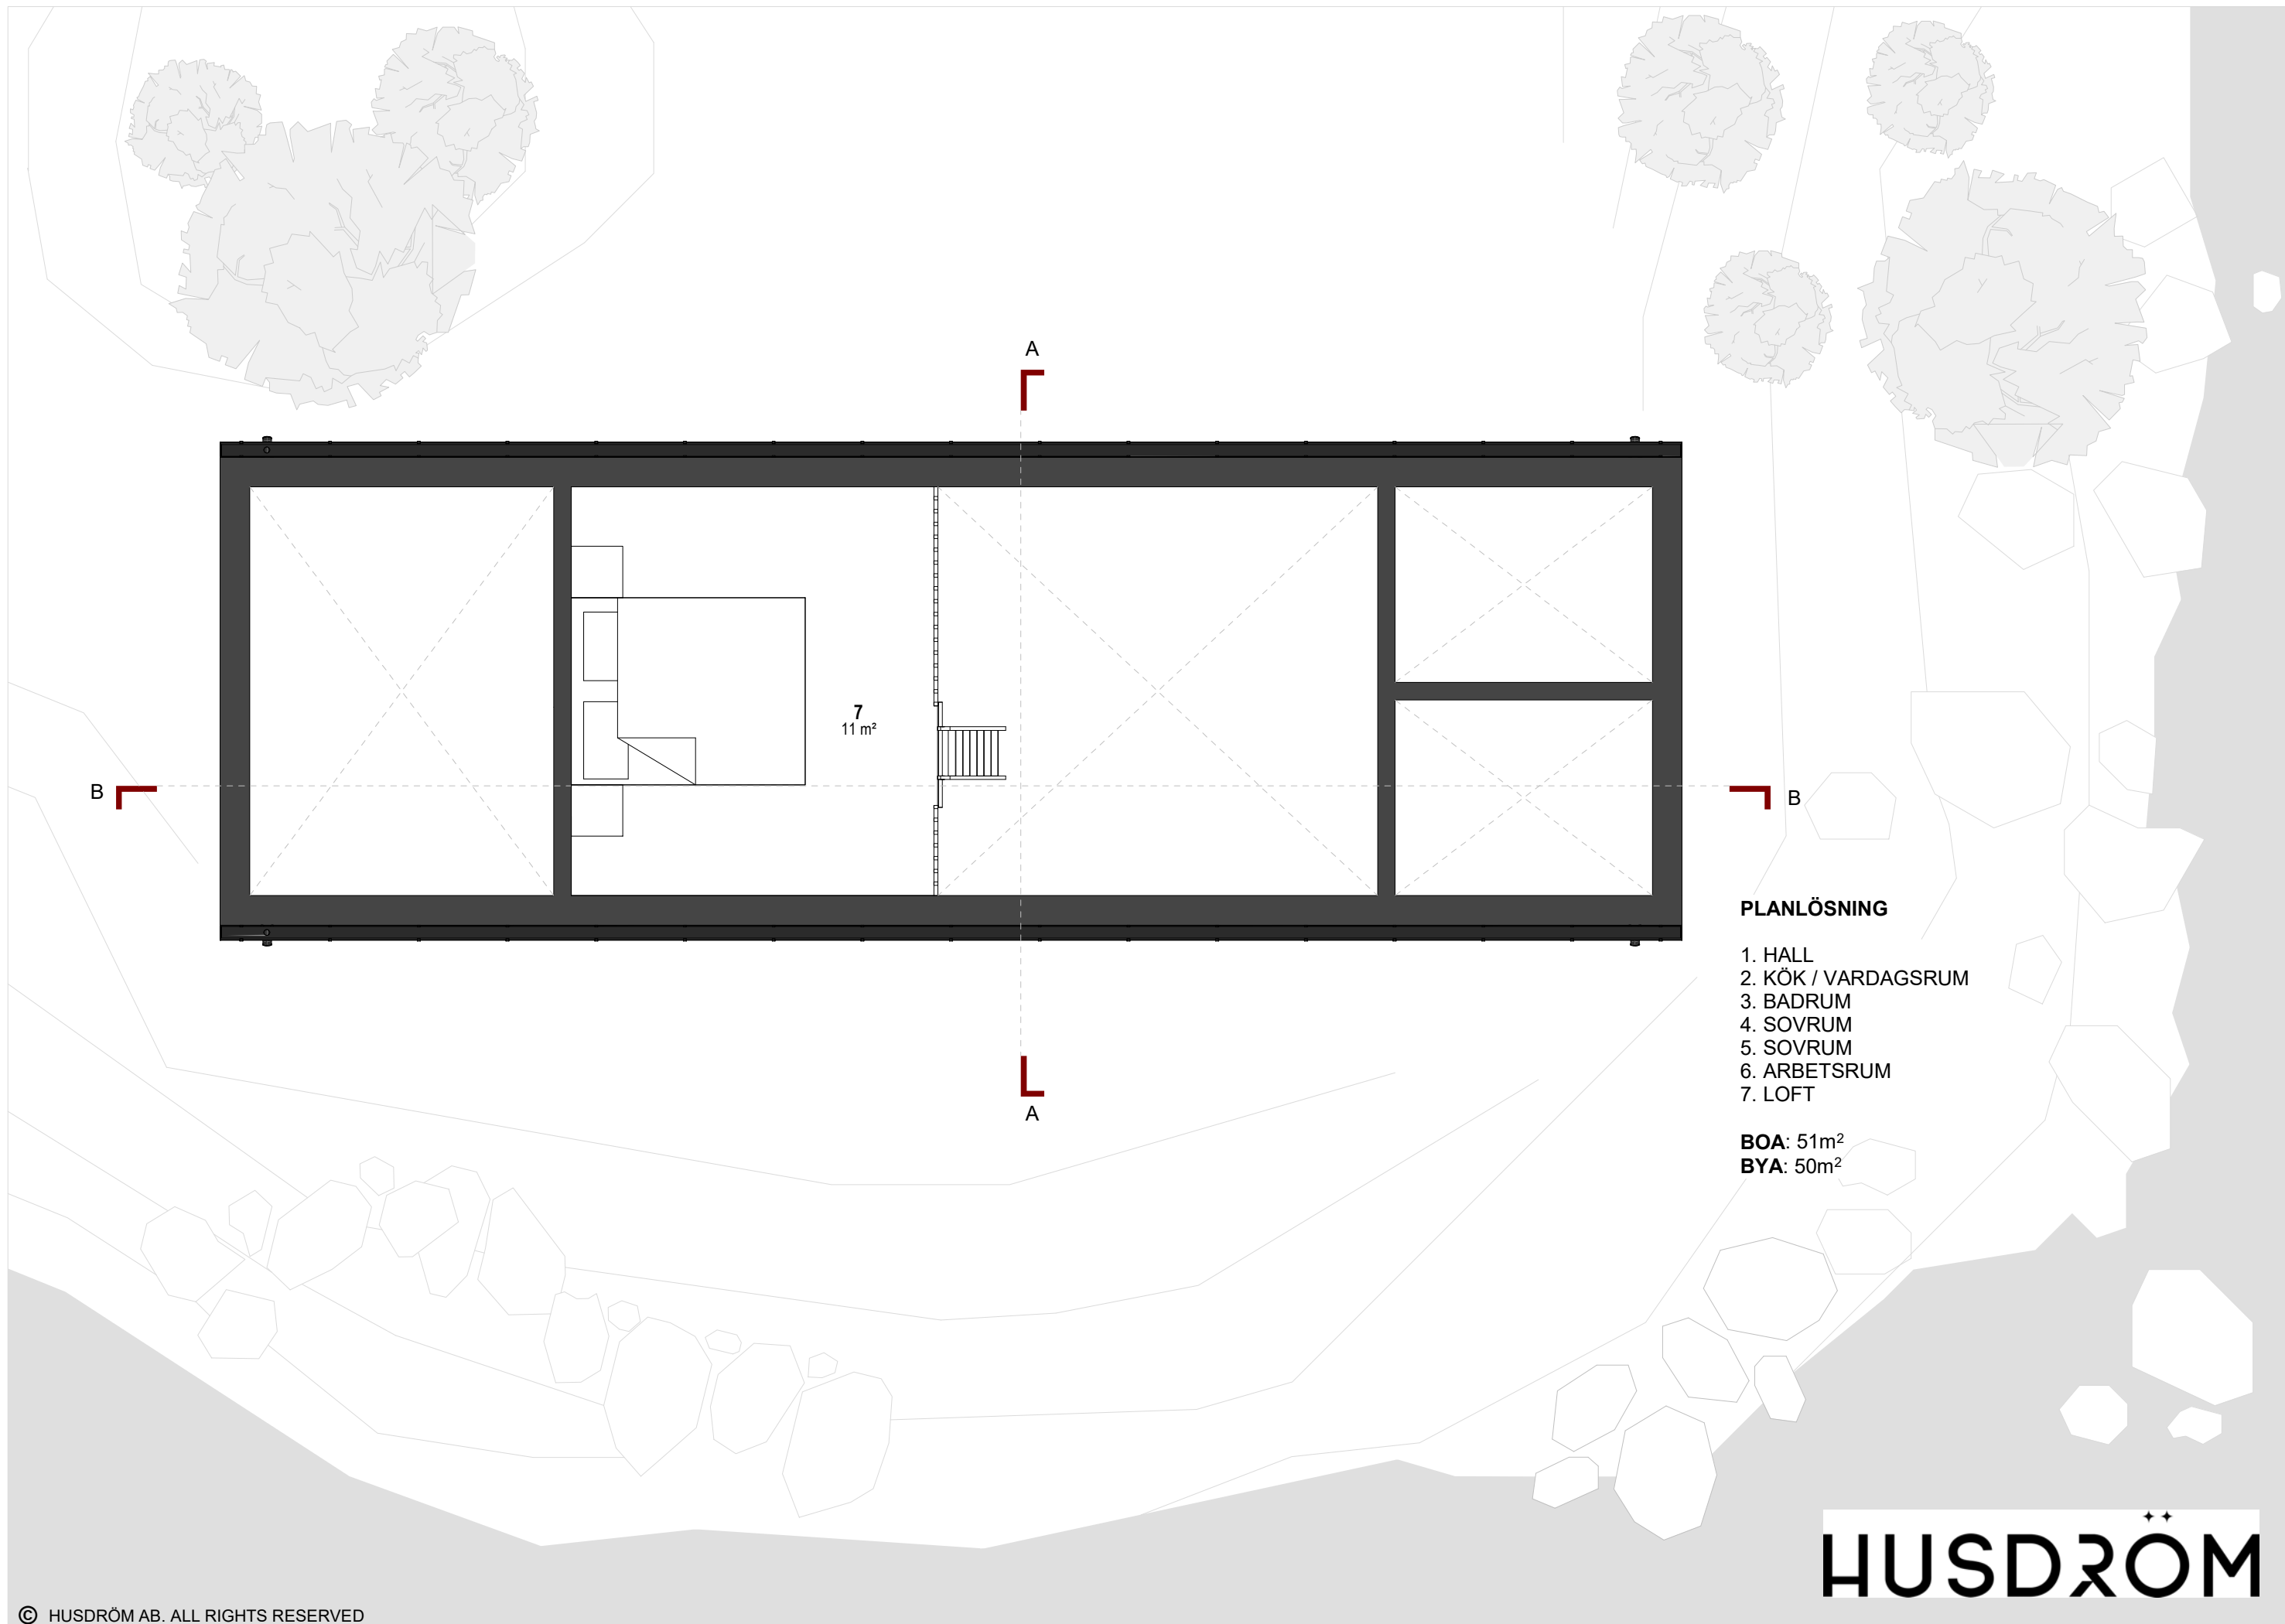 A
7
11 m²
B
B
A
PLANLÖSNING
1. HALL
2. KÖK / VARDAGSRUM
3. BADRUM
4. SOVRUM
5. SOVRUM
6. ARBETSRUM
7. LOFT
BOA: 51m²
BYA: 50m²
HUSDRÖM
© HUSDRÖM AB. ALL RIGHTS RESERVED